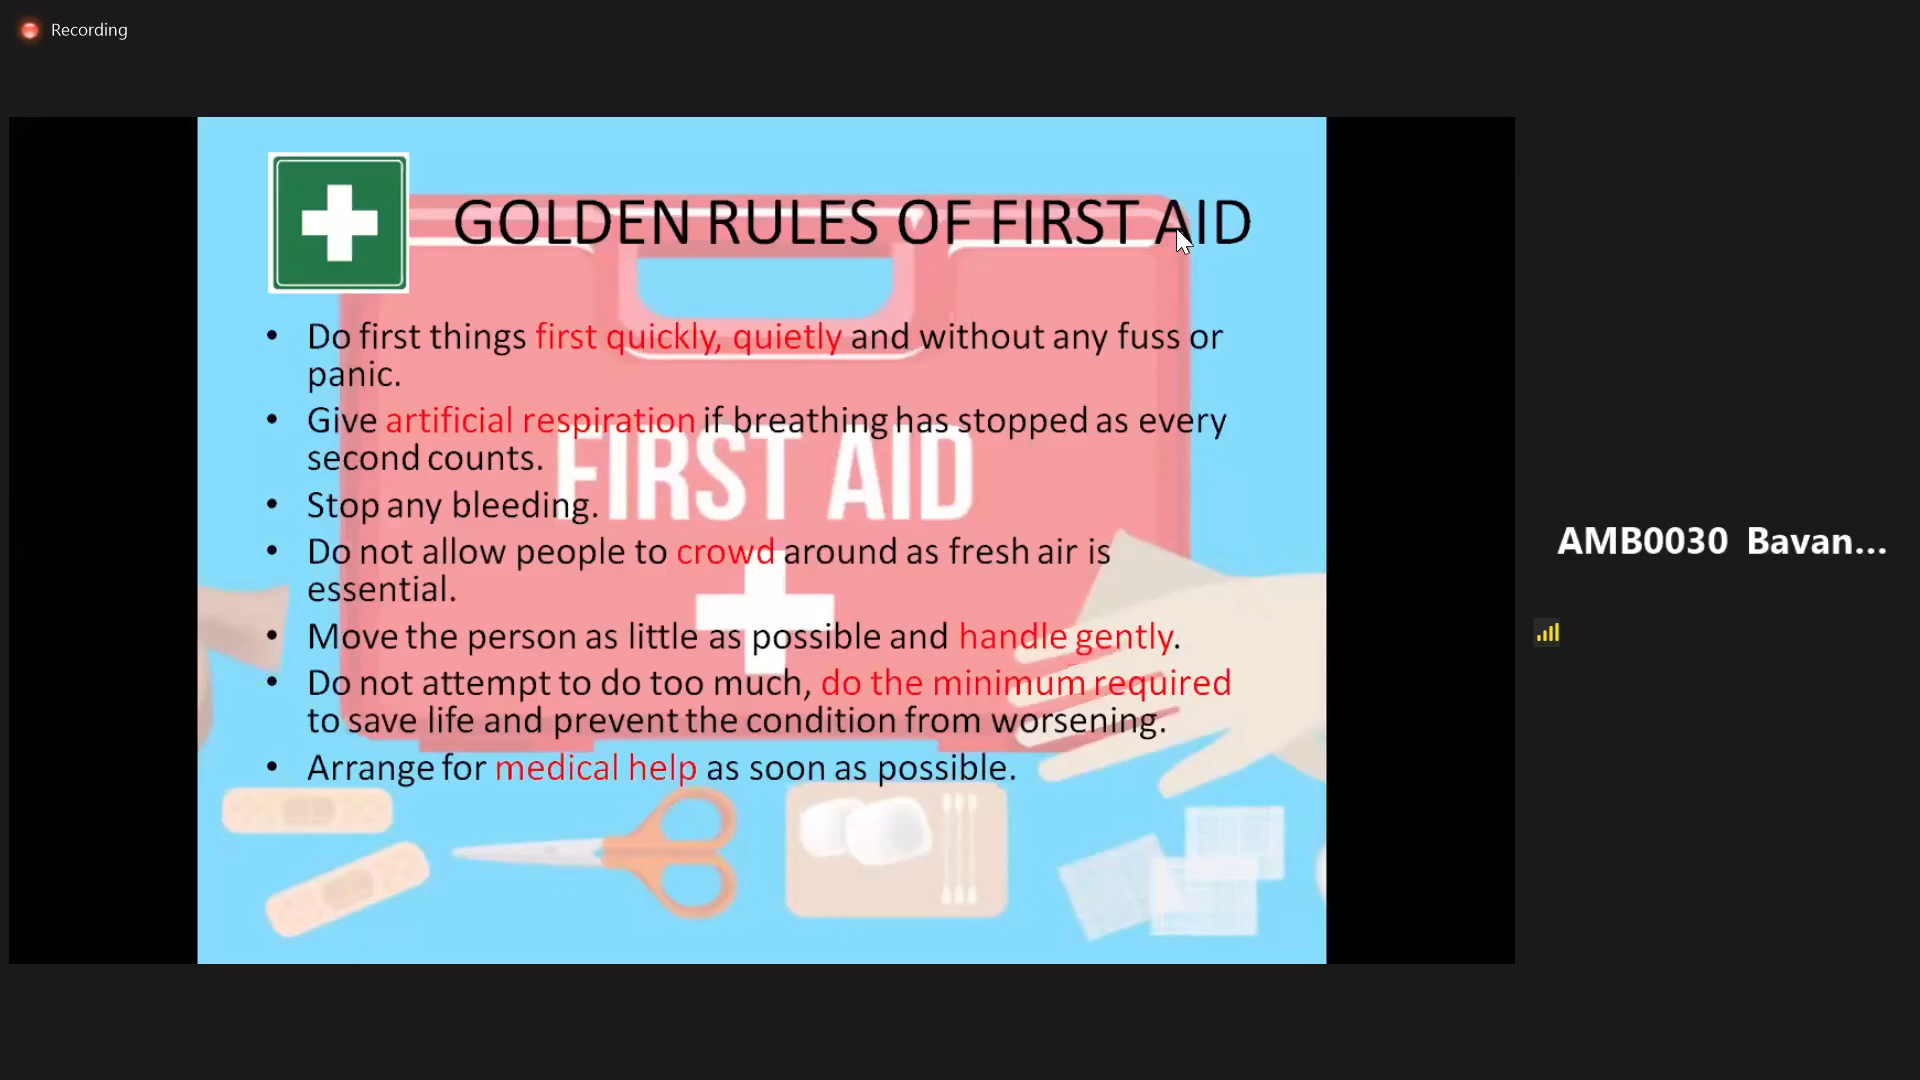 Recording
GOLDEN RULES OF FIRST AID
• Do first things first quickly, quietly and without any fuss or
panic.
• Give artificial respiration if breathing has stopped as every
second counts.
FIRST AID
• Stop any bleeding.
• Do not allow people to crowd around as fresh air is
essential.
• Move the person as little as possible and handle gently.
• Do not attempt to do too much, do the minimum required
to save life and prevent the condition from worsening.
• Arrange for medical help as soon as possible.
AMB0030 Bavan...